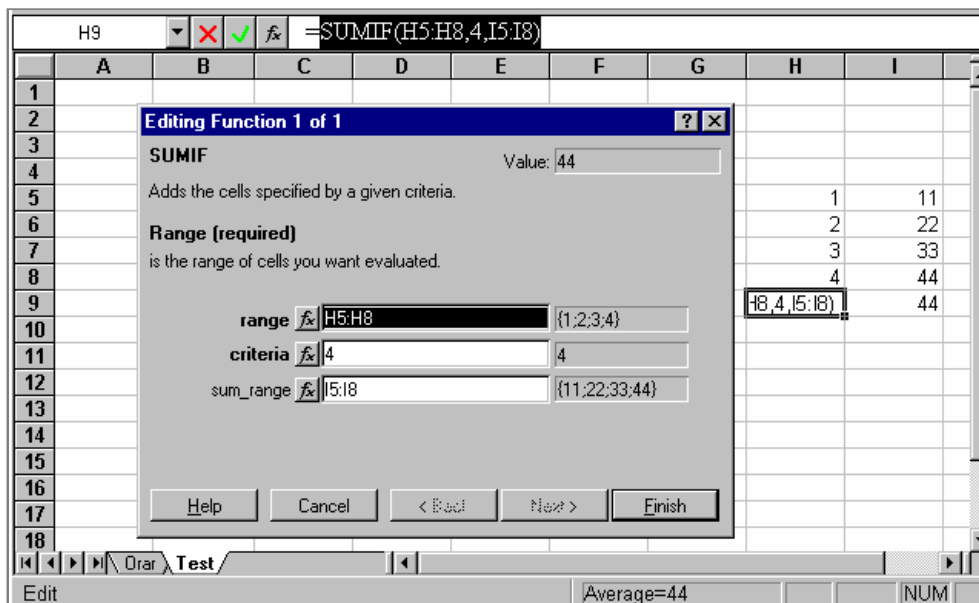 H9 fx =SUMIF(H5:H8,4,I5:I8)
A B C D E F G H I
1
2
Editing Function 1 of 1 ? ×
3
SUMIF Value: 44
4
Adds the cells specified by a given criteria.
5 1 11
6 2 22
Range (required)
7 3 33
is the range of cells you want evaluated.
8 4 44
9 H8,4,I5:I8) 44
range fx H5:H8 {1;2;3;4}
10
11
criteria fx 4 4
12
sum_range fx I5:I8 {11;22;33;44}
13
14
15
16
Help Cancel < Back Next > Finish
17
18
Orar Test
Edit Average=44 NUM